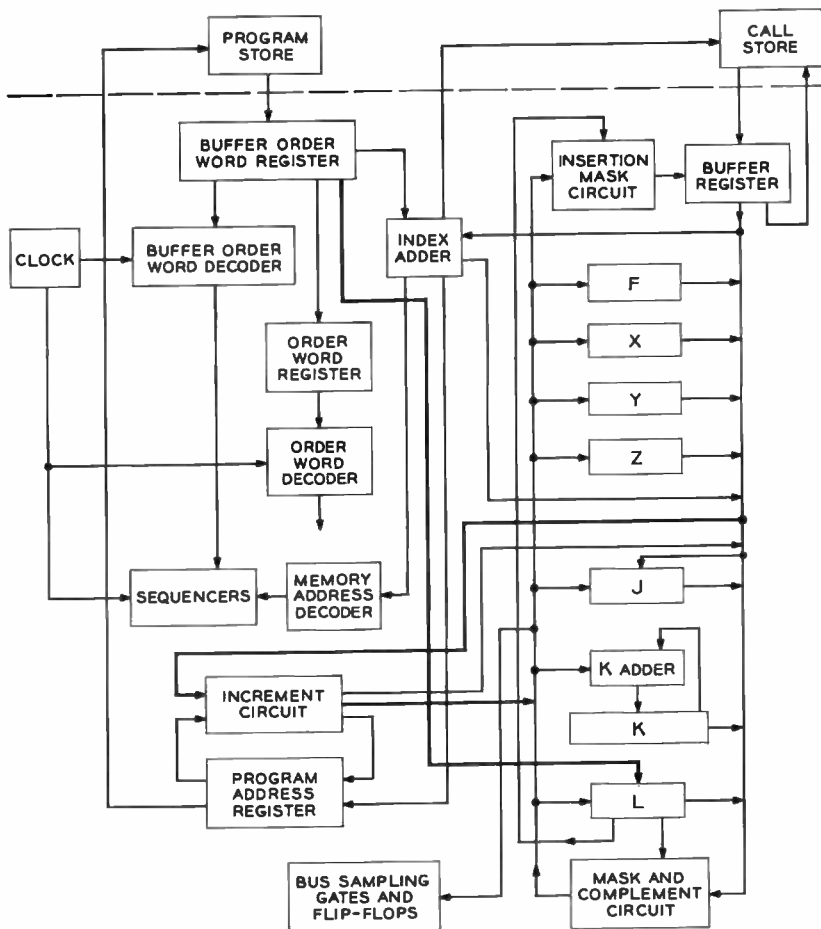 PROGRAM
STORE
CALL
STORE
BUFFER ORDER
WORD REGISTER
INSERTION
MASK
CIRCUIT
BUFFER
REGISTER
CLOCK
BUFFER ORDER
WORD DECODER
INDEX
ADDER
F
ORDER
WORD
REGISTER
X
Y
ORDER
WORD
DECODER
Z
SEQUENCERS
MEMORY
ADDRESS
DECODER
J
INCREMENT
CIRCUIT
K ADDER
K
PROGRAM
ADDRESS
REGISTER
L
BUS SAMPLING
GATES AND
FLIP-FLOPS
MASK AND
COMPLEMENT
CIRCUIT